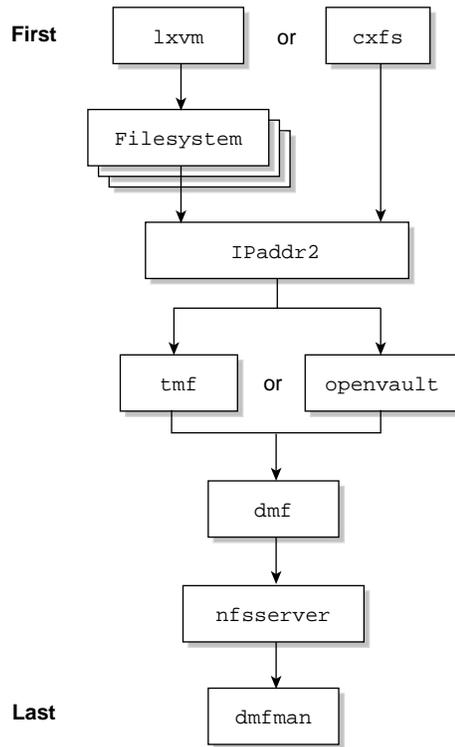 First
lxvm
or
cxfs
Filesystem
IPaddr2
tmf
or
openvault
dmf
nfsserver
Last
dmfman